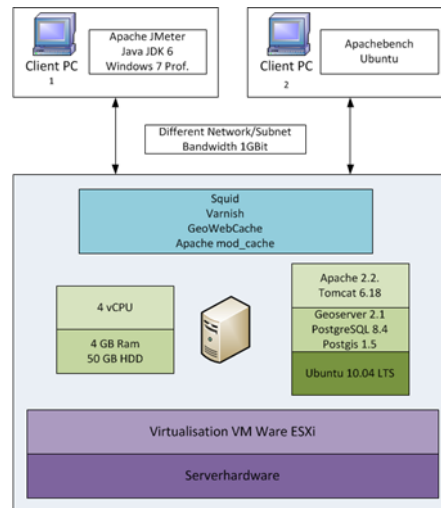 Client PC
1
Apache JMeter
Java JDK 6
Windows 7 Prof.
Client PC
2
Apachebench
Ubuntu
Different Network/Subnet
Bandwidth 1GBit
Squid
Varnish
GeoWebCache
Apache mod_cache
4 vCPU
4 GB Ram
50 GB HDD
Apache 2.2.
Tomcat 6.18
Geoserver 2.1
PostgreSQL 8.4
Postgis 1.5
Ubuntu 10.04 LTS
Virtualisation VM Ware ESXi
Serverhardware